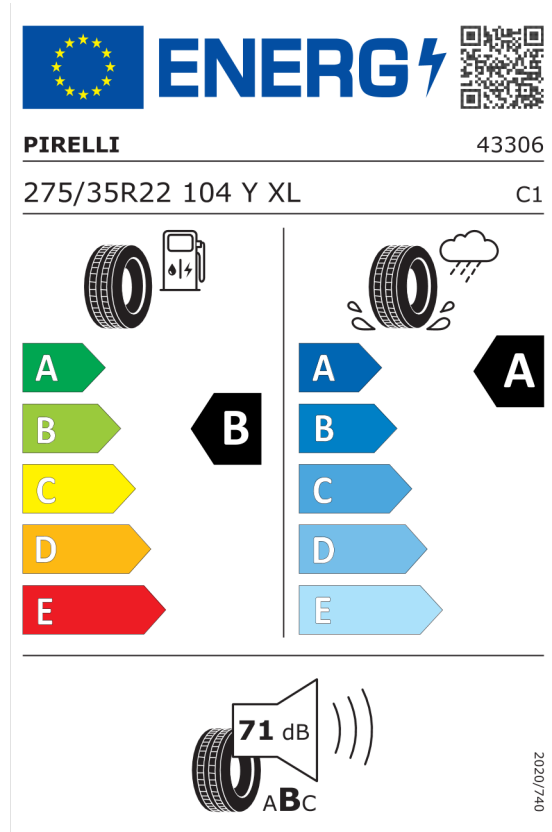 ENERG
PIRELLI 43306
275/35R22 104 Y XL C1
A A A
B B B
C C
D D
E E
71 dB
ABC
2020/740